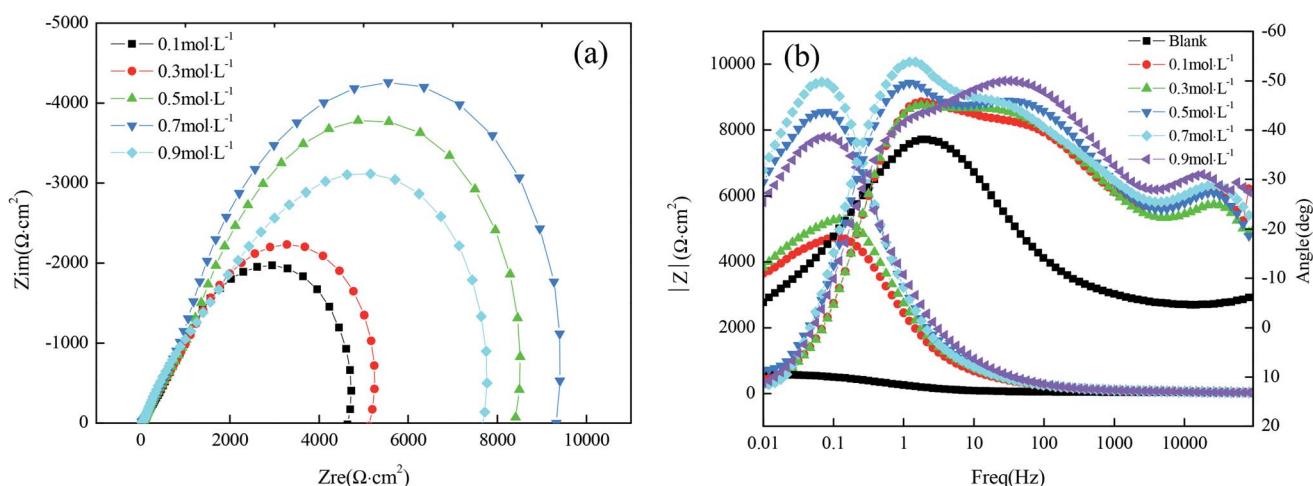 (a)
-5000
-4000
-3000
-2000
-1000
0
Zim(Ω·cm²)
0.1mol·L⁻¹
0.3mol·L⁻¹
0.5mol·L⁻¹
0.7mol·L⁻¹
0.9mol·L⁻¹
0 2000 4000 6000 8000 10000
Zre(Ω·cm²)
(b)
10000
8000
6000
4000
2000
0
|Z|(Ω·cm²)
Blank
0.1mol·L⁻¹
0.3mol·L⁻¹
0.5mol·L⁻¹
0.7mol·L⁻¹
0.9mol·L⁻¹
-60
-50
-40
-30
-20
-10
0
10
20
Angle(deg)
0.01 0.1 1 10 100 1000 10000
Freq(Hz)